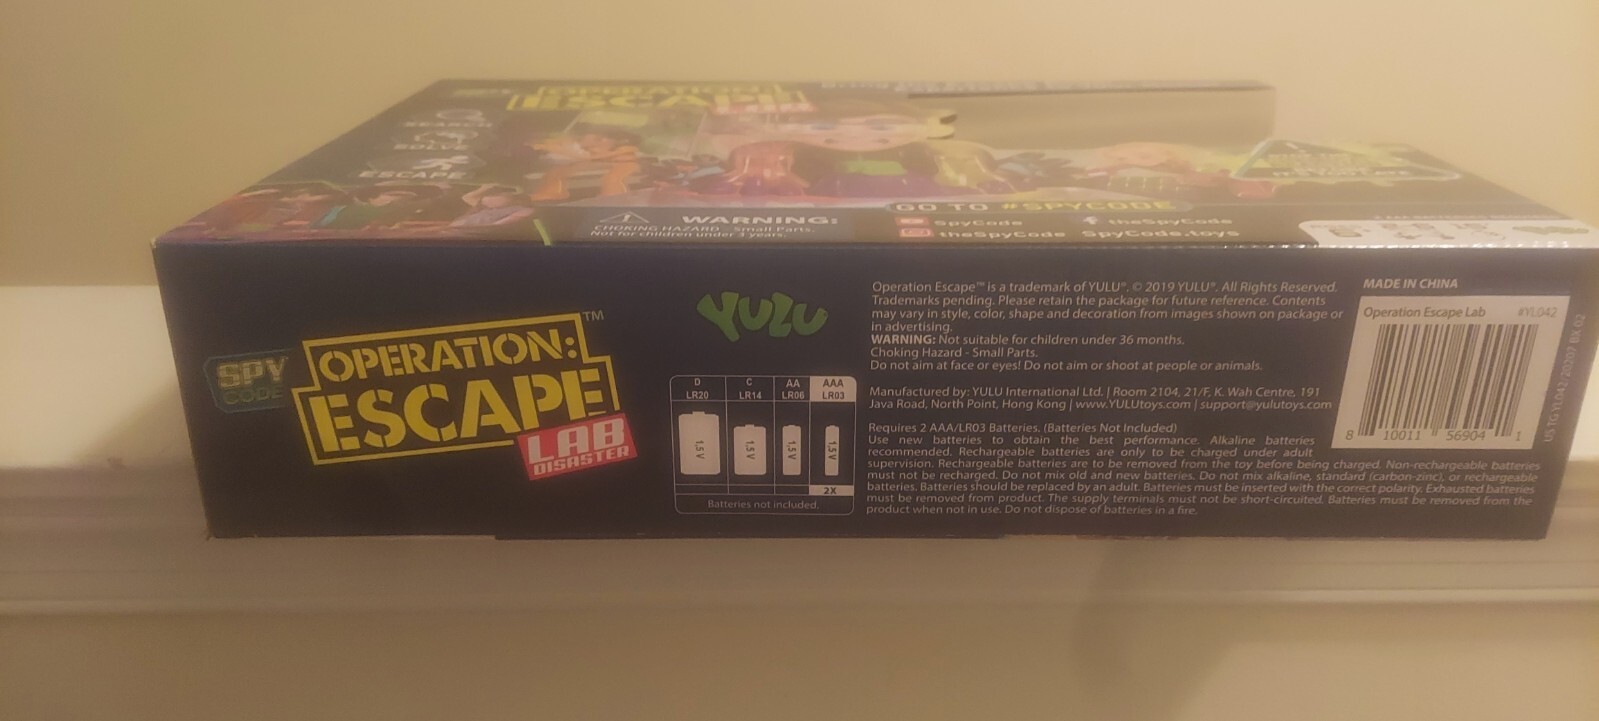 OPERATION:
ESCAPE
SOLVE
ESCAPE
WARNING:
CHOKING HAZARD - Small Parts.
Not for children under 3 years.
GO TO #SPYCODE
SpyCode
theSpyCode
theSpyCode
SpyCode.toys
SPY
CODE
OPERATION:
ESCAPE
TM
LAB
DISASTER
YULU
D
LR20
C
LR14
AA
LR06
AAA
LR03
1,5 V
1,5 V
1,5 V
1,5 V
2X
Batteries not included.
Operation Escape™ is a trademark of YULU®. © 2019 YULU®. All Rights Reserved.
Trademarks pending. Please retain the package for future reference. Contents
may vary in style, color, shape and decoration from images shown on package or
in advertising.
WARNING: Not suitable for children under 36 months.
Choking Hazard - Small Parts.
Do not aim at face or eyes! Do not aim or shoot at people or animals.
Manufactured by: YULU International Ltd. | Room 2104, 21/F, K. Wah Centre, 191
Java Road, North Point, Hong Kong | www.YULUtoys.com | support@yulutoys.com
Requires 2 AAA/LR03 Batteries. (Batteries Not Included)
Use new batteries to obtain the best performance. Alkaline batteries
recommended. Rechargeable batteries are only to be charged under adult
supervision. Rechargeable batteries are to be removed from the toy before being charged. Non-rechargeable batteries
must not be recharged. Do not mix old and new batteries. Do not mix alkaline, standard (carbon-zinc), or rechargeable
batteries. Batteries should be replaced by an adult. Batteries must be inserted with the correct polarity. Exhausted batteries
must be removed from product. The supply terminals must not be short-circuited. Batteries must be removed from the
product when not in use. Do not dispose of batteries in a fire.
MADE IN CHINA
Operation Escape Lab #YL042
8 10011 56904 1
US TG YL042-20207 BX 02